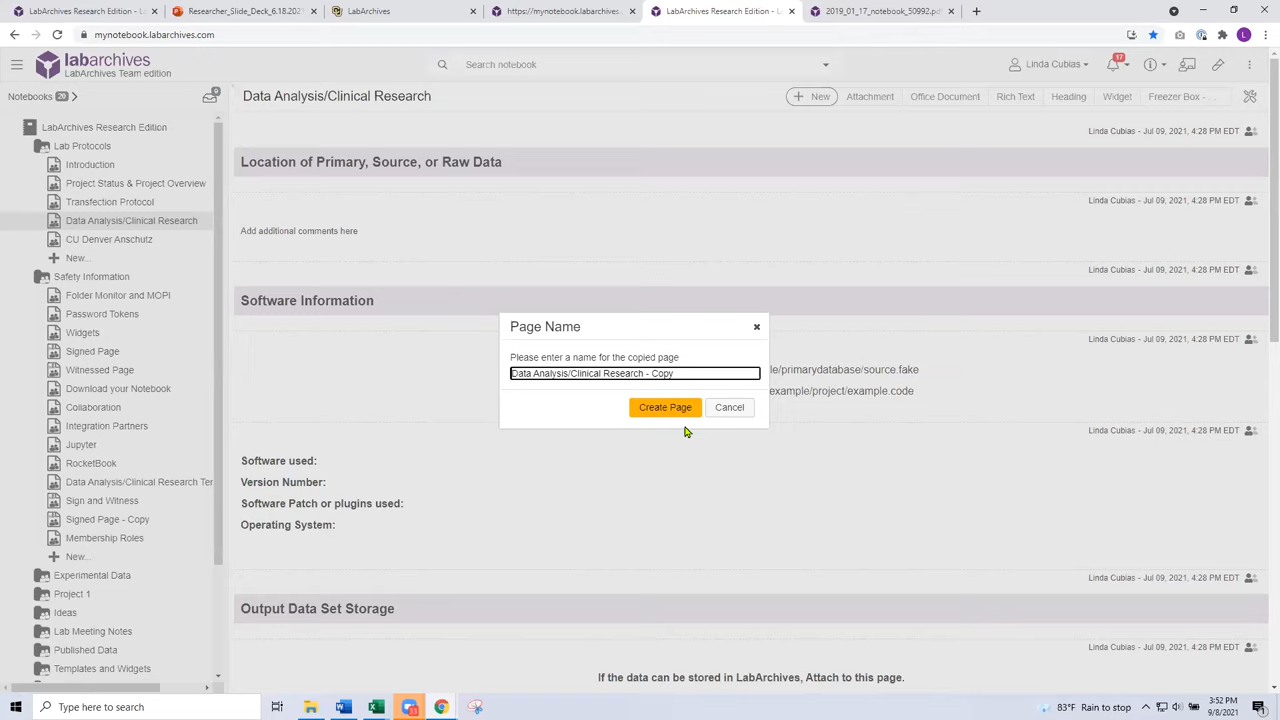 LabArchives Research Edition -
Researcher_Slide_Deck_6.18.2021
LabArchives
https://mynotebook.labarchives.
LabArchives Research Edition -
2019_01_17_notebook_50992.pdf
mynotebook.labarchives.com
L
labarchives
LabArchives Team edition
Search notebook
Linda Cubias
17
Notebooks 20
0
Data Analysis/Clinical Research
New
Attachment
Office Document
Rich Text
Heading
Widget
Freezer Box - ...
LabArchives Research Edition
Lab Protocols
Introduction
Project Status & Project Overview
Transfection Protocol
Data Analysis/Clinical Research
CU Denver Anschutz
New...
Safety Information
Folder Monitor and MOPI
Password Tokens
Widgets
Signed Page
Witnessed Page
Download your Notebook
Collaboration
Integration Partners
Jupyter
RocketBook
Data Analysis/Clinical Research Ter
Sign and Witness
Signed Page - Copy
Membership Roles
New...
Experimental Data
Project 1
Ideas
Lab Meeting Notes
Published Data
Templates and Widgets
Linda Cubias - Jul 09, 2021, 4:28 PM EDT
Location of Primary, Source, or Raw Data
Linda Cubias - Jul 09, 2021, 4:28 PM EDT
Add additional comments here
Linda Cubias - Jul 09, 2021, 4:28 PM EDT
Software Information
Linda Cubias - Jul 09, 2021, 4:28 PM EDT
le/primarydatabase/source.fake
example/project/example.code
Linda Cubias - Jul 09, 2021, 4:28 PM EDT
Software used:
Version Number:
Software Patch or plugins used:
Operating System:
Linda Cubias - Jul 09, 2021, 4:28 PM EDT
Output Data Set Storage
Linda Cubias - Jul 09, 2021, 4:28 PM EDT
If the data can be stored in LabArchives, Attach to this page.
Page Name
Please enter a name for the copied page
Data Analysis/Clinical Research - Copy
Create Page
Cancel
Type here to search
83°F Rain to stop
3:52 PM
9/8/2021